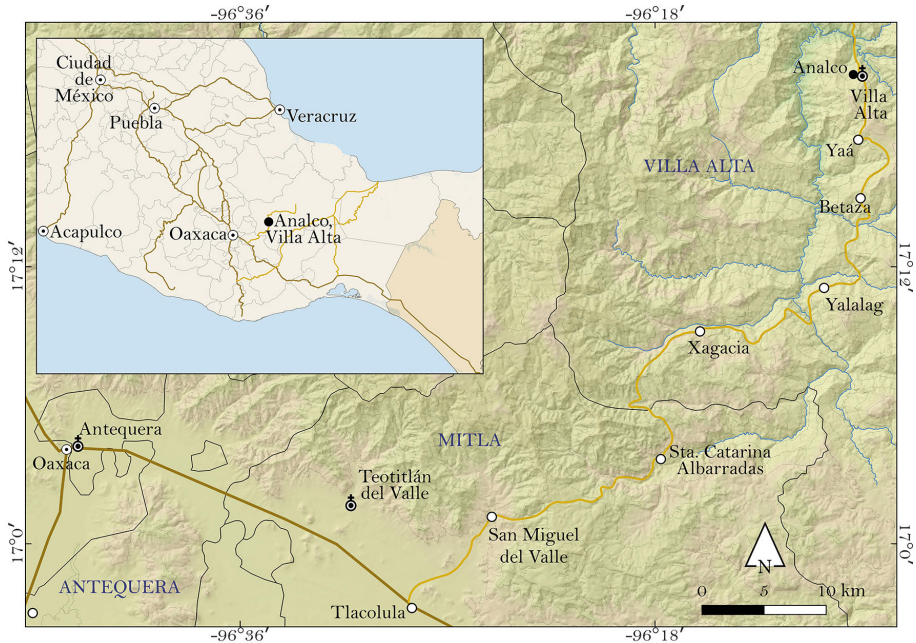 −96°36′
−96°18′
Ciudad
de
México
Puebla
Veracruz
Acapulco
Oaxaca
Analco,
Villa Alta
Analco
Villa
Alta
Yaá
VILLA ALTA
Betaza
17°12′
17°12′
Yalalag
Xagacia
Antequera
Oaxaca
MITLA
Sta. Catarina
Albarradas
Teotitlán
del Valle
San Miguel
del Valle
17°0′
17°0′
ANTEQUERA
Tlacolula
N
0 5 10 km
−96°36′
−96°18′